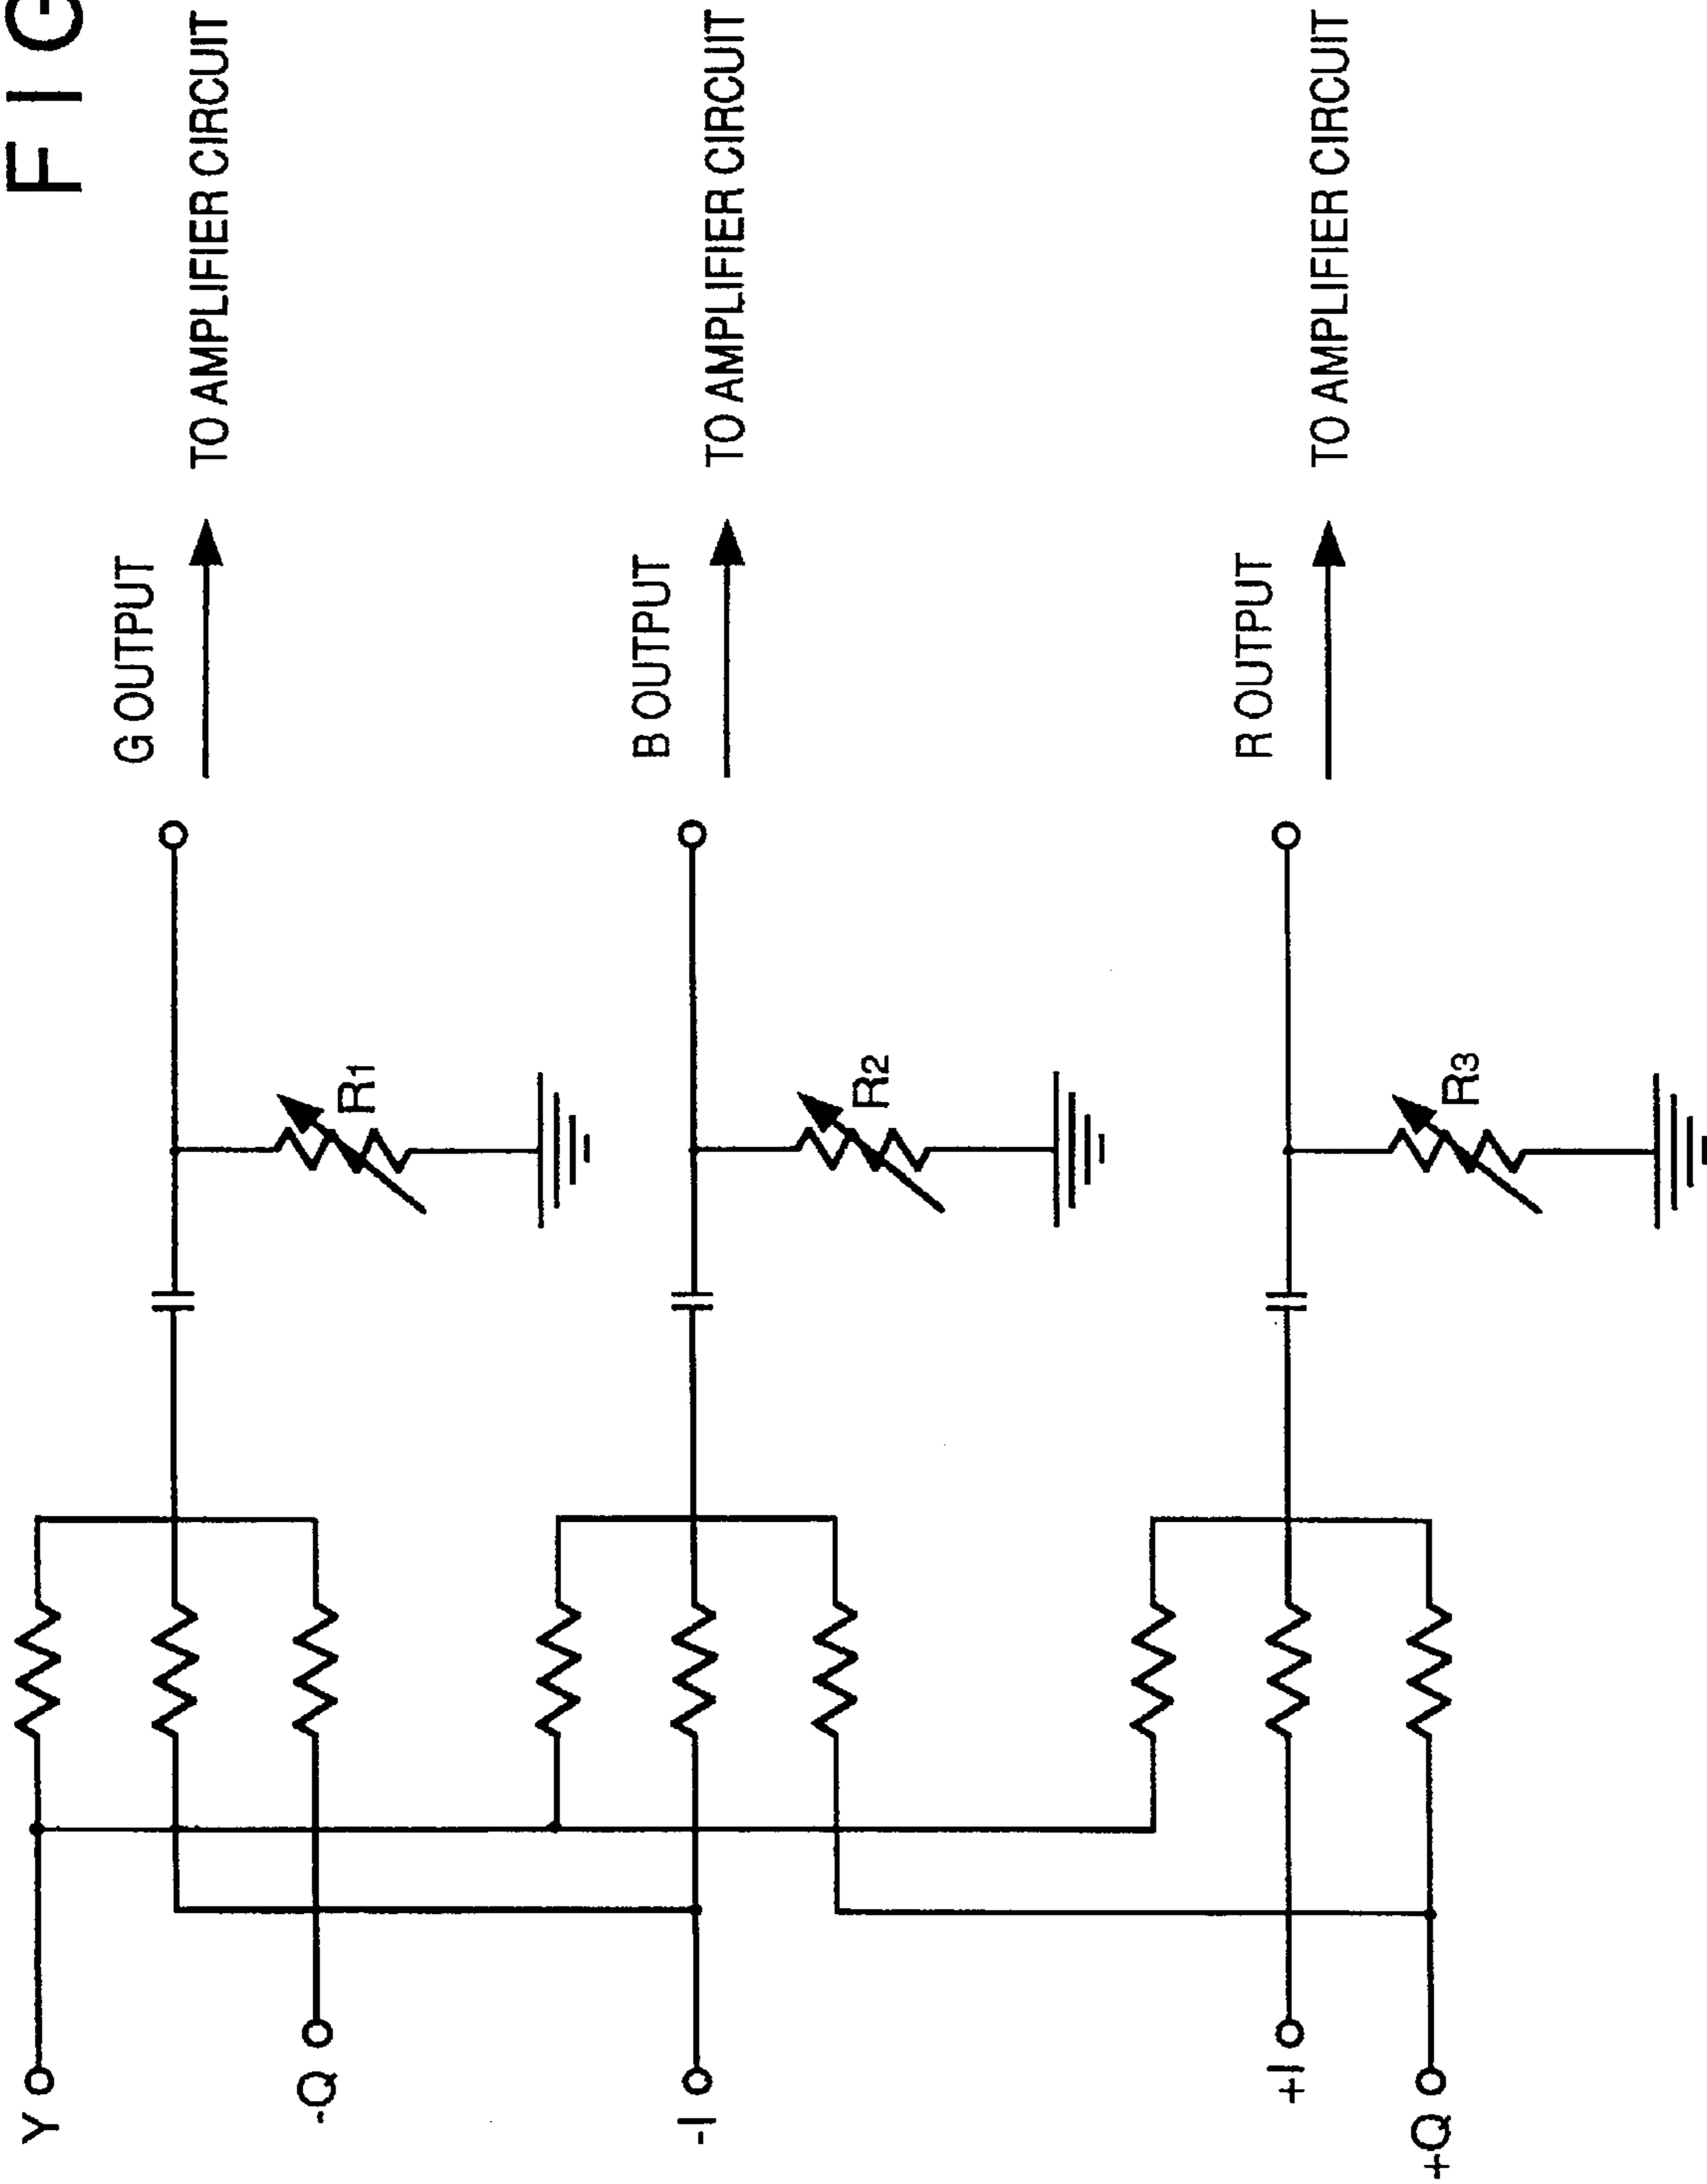 FIG
G OUTPUT
TO AMPLIFIER CIRCUIT
B OUTPUT
TO AMPLIFIER CIRCUIT
R OUTPUT
TO AMPLIFIER CIRCUIT
R1
R2
R3
Y
-Q
-I
+I
+Q